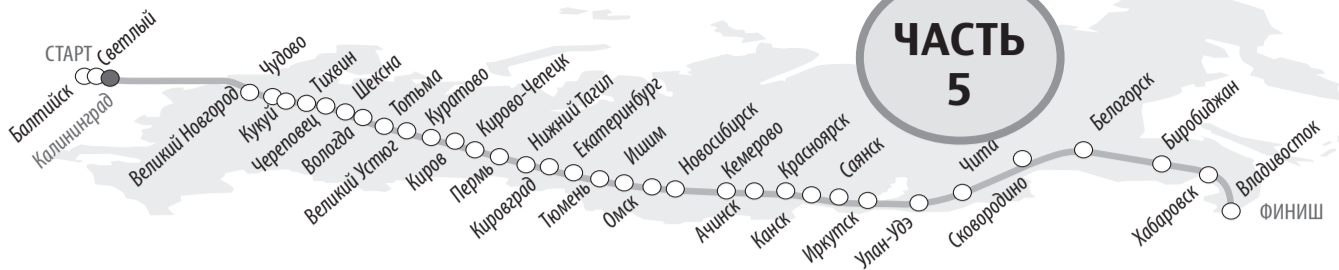 СТАРТ
Балтийск
Светлый
Калининград
Великий Новгород
Чудово
Кукуй
Тихвин
Череповец
Шексна
Вологда
Тотьма
Великий Устюг
Куратово
Киров
Кирово-Чепецк
Пермь
Нижний Тагил
Кировград
Екатеринбург
Тюмень
Ишим
Омск
Новосибирск
Кемерово
Ачинск
Красноярск
Канск
Саянск
Иркутск
Улан-Удэ
Чита
Сковородино
Белогорск
Биробиджан
Хабаровск
Владивосток
ФИНИШ
ЧАСТЬ
5